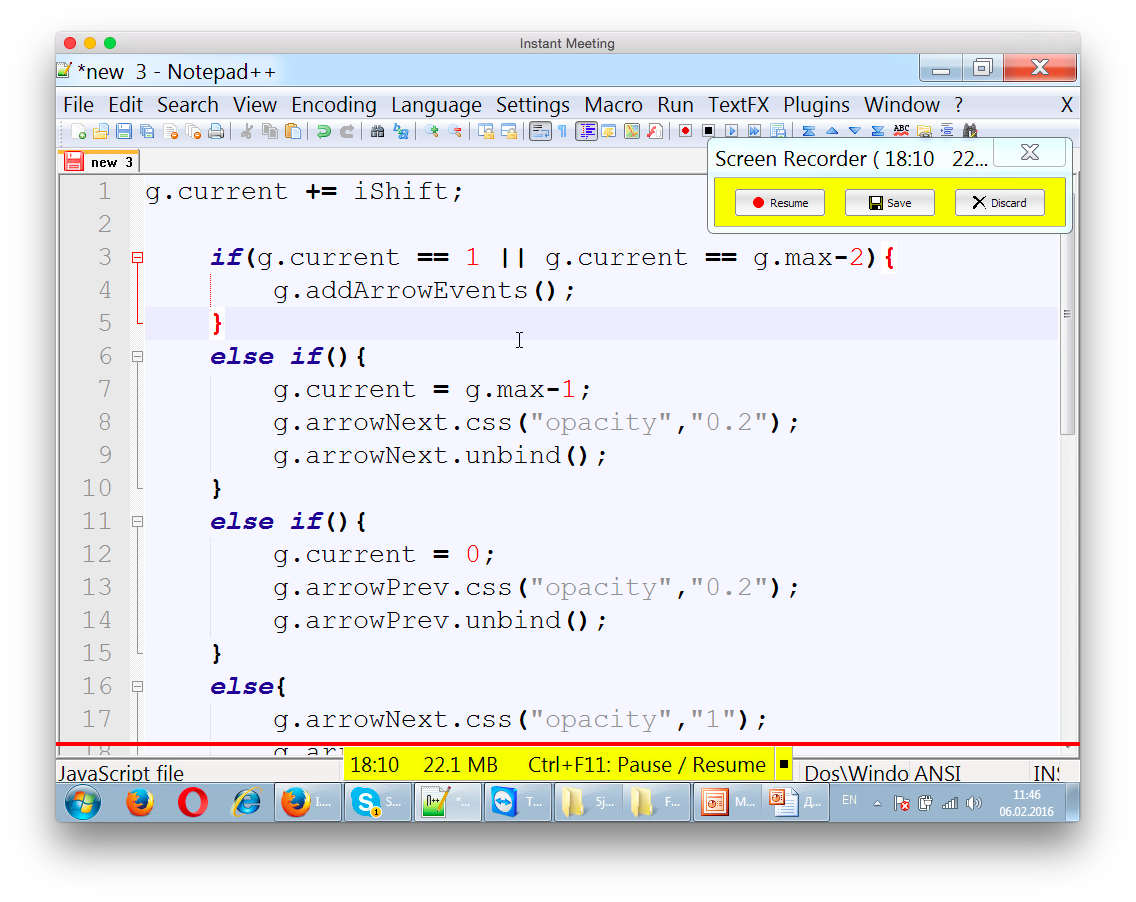 Instant Meeting
*new 3 - Notepad++
File Edit Search View Encoding Language Settings Macro Run TextFX Plugins Window ? X
new 3
Screen Recorder ( 18:10 22...
Resume Save Discard
1 g.current += iShift;
2
3 if(g.current == 1 || g.current == g.max-2){
4 g.addArrowEvents();
5 }
6 else if(){
7 g.current = g.max-1;
8 g.arrowNext.css("opacity","0.2");
9 g.arrowNext.unbind();
10 }
11 else if(){
12 g.current = 0;
13 g.arrowPrev.css("opacity","0.2");
14 g.arrowPrev.unbind();
15 }
16 else{
17 g.arrowNext.css("opacity","1");
18
18:10 22.1 MB Ctrl+F11: Pause / Resume
JavaScript file Dos\Windo ANSI INS
I... S... *... T... 5j... F... M... Д... EN 11:46
06.02.2016